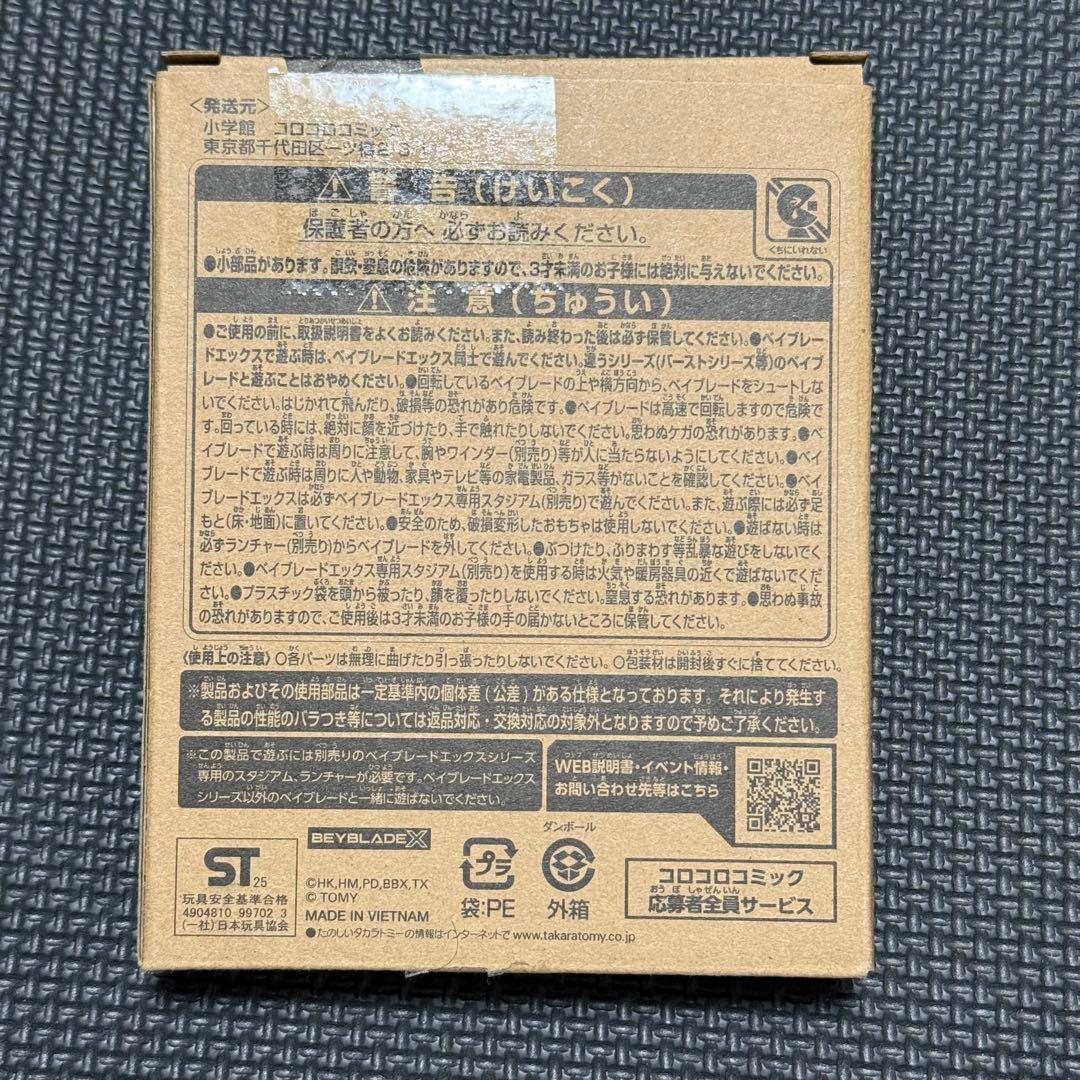 <発送元>
小学館 コロコロコミック
東京都千代田区一ツ橋2-3-1
警告(けいこく)
くちにいれない
保護者の方へ 必ずお読みください。
●小部品があります。誤飲・窒息の危険がありますので、3才未満のお子様には絶対に与えないでください。
注意(ちゅうい)
●ご使用の前に、取扱説明書をよくお読みください。また、読み終わった後は必ず保管してください。●ベイブレー
ドエックスで遊ぶ時は、ベイブレードエックス同士で遊んでください。違うシリーズ(バーストシリーズ等)のベイブ
レードと遊ぶことはおやめください。●回転しているベイブレードの上や横方向から、ベイブレードをシュートしな
いでください。はじかれて飛んだり、破損等の恐れがあり危険です。●ベイブレードは高速で回転しますので危険で
す。回っている時には、絶対に顔を近づけたり、手で触れたりしないでください。思わぬケガの恐れがあります。●ベ
イブレードで遊ぶ時は周りに注意して、腕やワインダー(別売り)等が人に当たらないようにしてください。●ベイ
ブレードで遊ぶ時は周りに人や動物、家具やテレビ等の家電製品、ガラス等がないことを確認してください。●ベイ
ブレードエックスは必ずベイブレードエックス専用スタジアム(別売り)で遊んでください。また、遊ぶ際には必ず足
もと(床・地面)に置いてください。●安全のため、破損変形したおもちゃは使用しないでください。●遊ばない時は
必ずランチャー(別売り)からベイブレードを外してください。●ぶつけたり、ふりまわす等乱暴な遊びをしないでく
ださい。●ベイブレードエックス専用スタジアム(別売り)を使用する時は火気や暖房器具の近くで遊ばないでくだ
さい。●プラスチック袋を頭から被ったり、顔を覆ったりしないでください。窒息する恐れがあります。●思わぬ事故
の恐れがありますので、ご使用後は3才未満のお子様の手の届かないところに保管してください。
〈使用上の注意〉○各パーツは無理に曲げたり引っ張ったりしないでください。○包装材は開封後すぐに捨ててください。
※製品およびその使用部品は一定基準内の個体差(公差)がある仕様となっております。それにより発生す
る製品の性能のバラつき等については返品対応・交換対応の対象外となりますので予めご了承ください。
※この製品で遊ぶには別売りのベイブレードエックスシリーズ
専用のスタジアム、ランチャーが必要です。ベイブレードエックス
シリーズ以外のベイブレードと一緒に遊ばないでください。
WEB説明書・イベント情報・
お問い合わせ先等はこちら
ST 25
玩具安全基準合格
4904810 99702 3
(一社)日本玩具協会
BEYBLADE X
©HK,HM,PD,BBX,TX
© TOMY
MADE IN VIETNAM
●たのしいタカラトミーの情報はインターネットで www.takaratomy.co.jp
プラ
袋:PE
ダンボール
外箱
コロコロコミック
応募者全員サービス